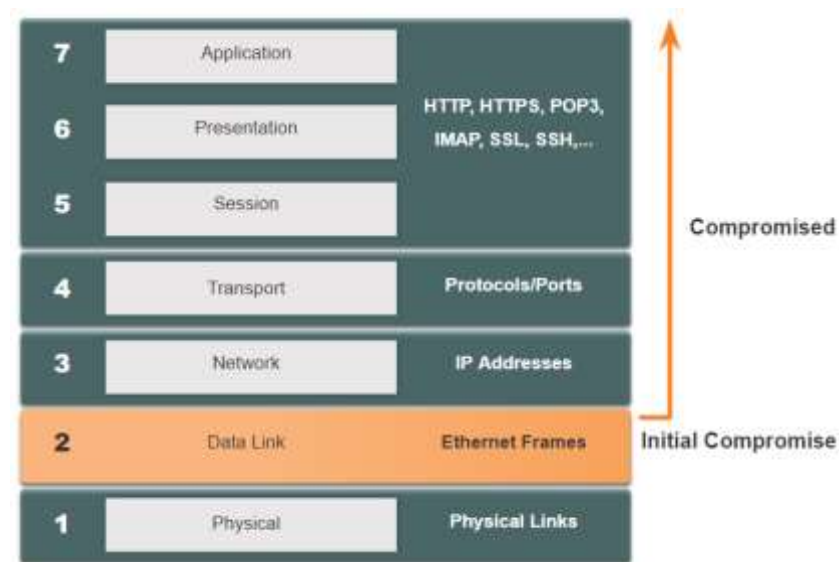 7 Application
HTTP, HTTPS, POP3,
6 Presentation
IMAP, SSL, SSH,...
5 Session
Compromised
4 Transport Protocols/Ports
3 Network IP Addresses
2 Data Link Ethernet Frames Initial Compromise
1 Physical Physical Links